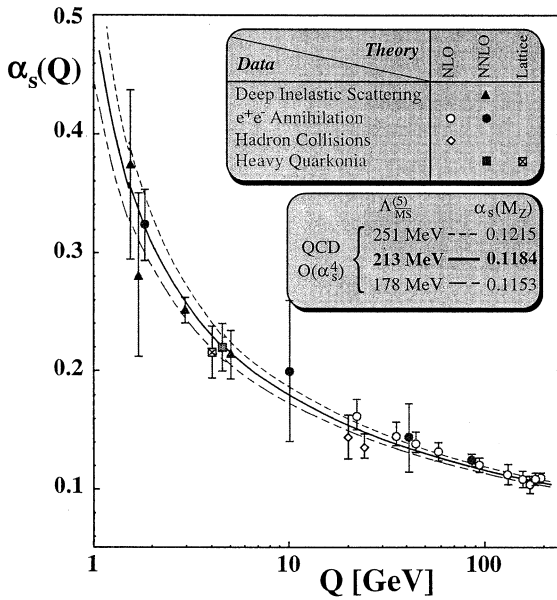 0.5
αs(Q)
0.4
0.3
0.2
0.1
Theory
Data
NLO
NNLO
Lattice
Deep Inelastic Scattering
e+e- Annihilation
Hadron Collisions
Heavy Quarkonia
Λ(5)MS αs(MZ)
QCD O(αs4)
251 MeV 0.1215
213 MeV 0.1184
178 MeV 0.1153
1 10 100
Q [GeV]